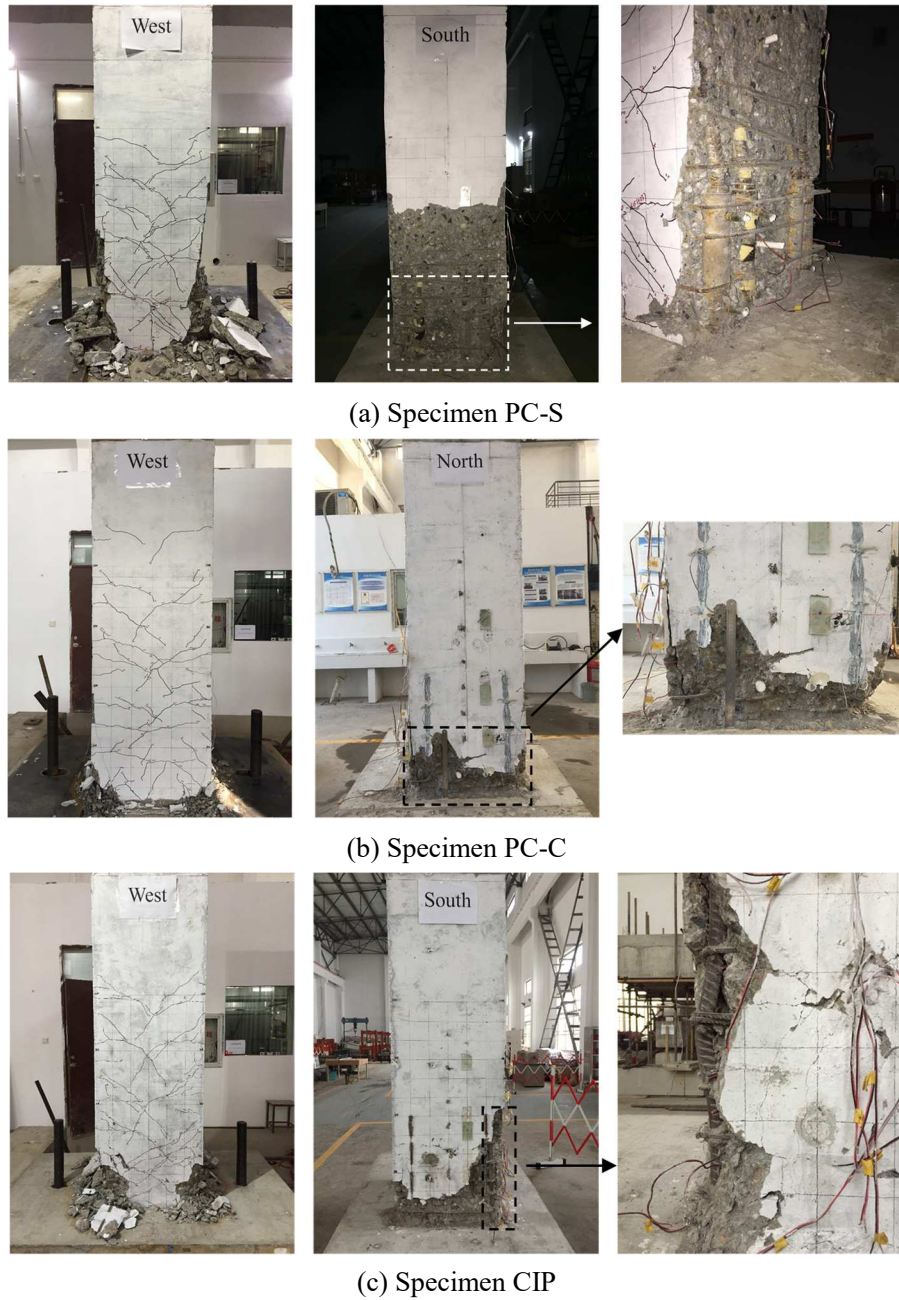 West
South
(a) Specimen PC-S
West
North
(b) Specimen PC-C
West
South
(c) Specimen CIP